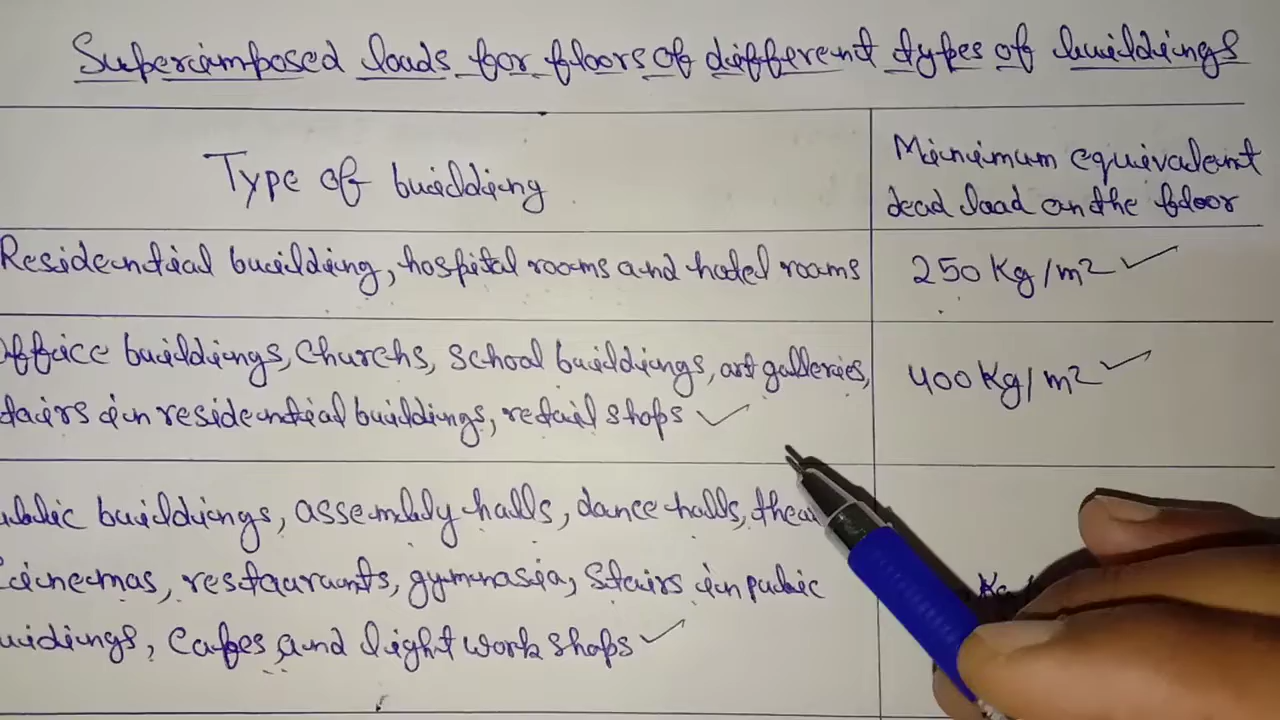 Superimposed loads for floors of different types of buildings
Type of building
Minimum equivalent
dead load on the floor
Residential building, hospital rooms and hotel rooms
250 Kg/m2
office buildings, Churchs, School buildings, art galleries,
tairs in residential buildings, retail shops
400 Kg/m2
ublic buildings, assembly halls, dance halls, thea
cinemas, restaurants, gymnasia, Stairs in public
uidings, Cafes and light work shops